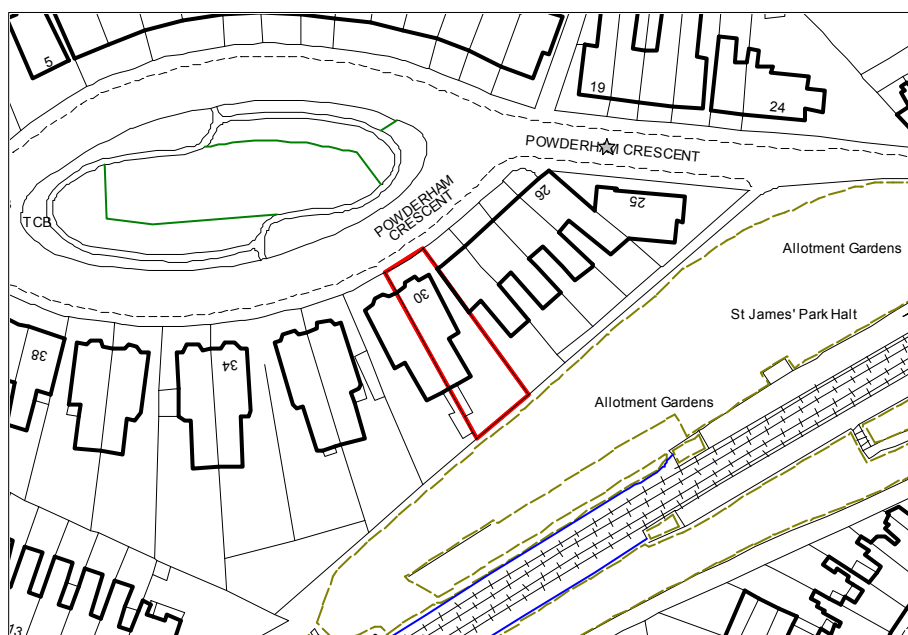 5
19
24
POWDERHAM CRESCENT
26
25
POWDERHAM
CRESCENT
TCB
Allotment Gardens
30
St James' Park Halt
38
34
Allotment Gardens
13